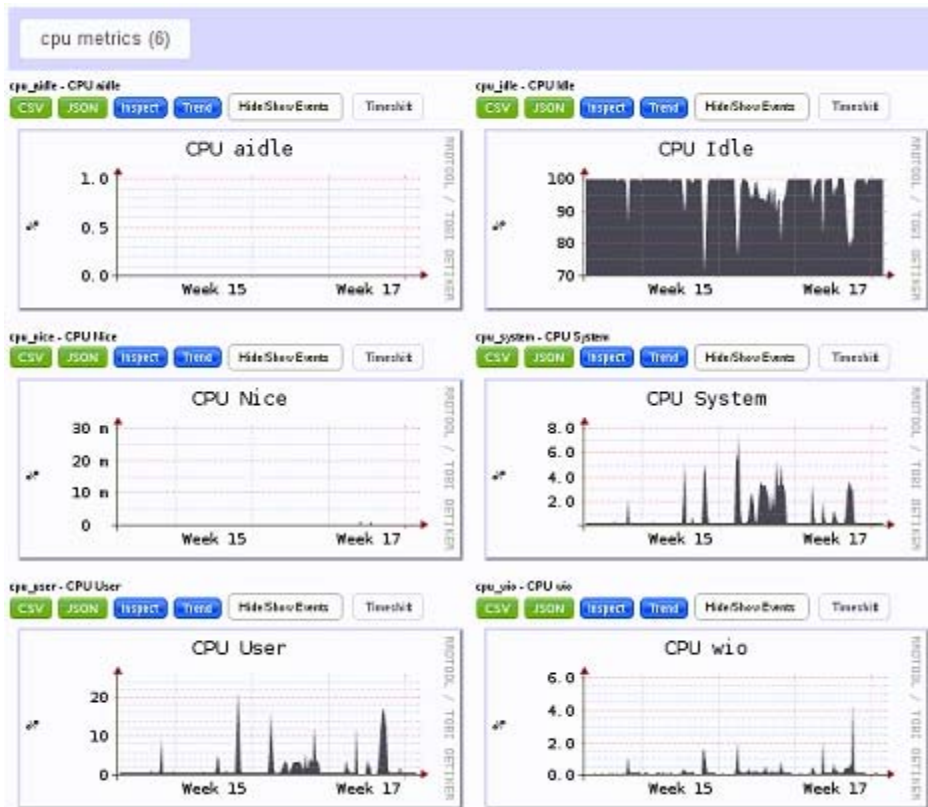 cpu metrics (6)
cpu_aidle - CPU aidle
CSV JSON Inspect Trend Hide/Show Events Timeshift
CPU aidle
1.0
0.5
0.0
%
Week 15 Week 17
RRDTOOL / TOBI OETIKER
cpu_idle - CPU Idle
CSV JSON Inspect Trend Hide/Show Events Timeshift
CPU Idle
100
90
80
70
%
Week 15 Week 17
RRDTOOL / TOBI OETIKER
cpu_nice - CPU Nice
CSV JSON Inspect Trend Hide/Show Events Timeshift
CPU Nice
30 m
20 m
10 m
0
%
Week 15 Week 17
RRDTOOL / TOBI OETIKER
cpu_system - CPU System
CSV JSON Inspect Trend Hide/Show Events Timeshift
CPU System
8.0
6.0
4.0
2.0
%
Week 15 Week 17
RRDTOOL / TOBI OETIKER
cpu_user - CPU User
CSV JSON Inspect Trend Hide/Show Events Timeshift
CPU User
20
10
0
%
Week 15 Week 17
RRDTOOL / TOBI OETIKER
cpu_wio - CPU wio
CSV JSON Inspect Trend Hide/Show Events Timeshift
CPU wio
6.0
4.0
2.0
0.0
%
Week 15 Week 17
RRDTOOL / TOBI OETIKER